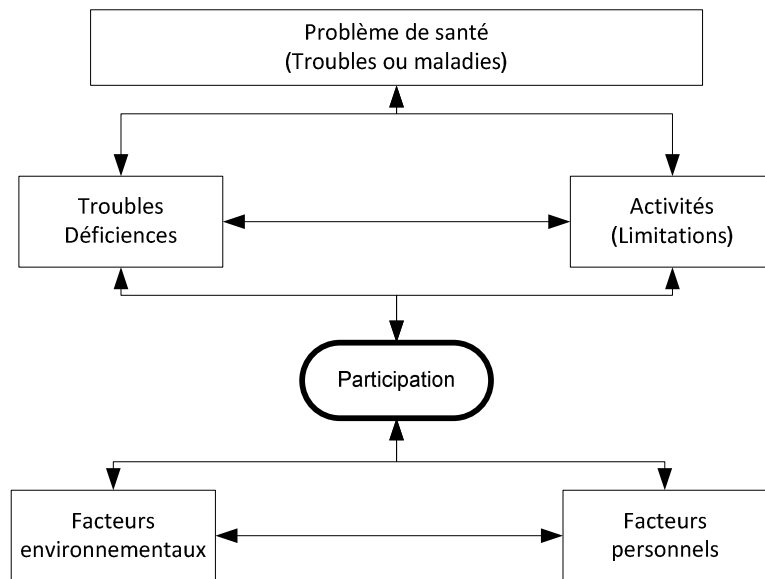 Problème de santé
(Troubles ou maladies)
Troubles
Déficiences
Activités
(Limitations)
Participation
Facteurs
environnementaux
Facteurs
personnels